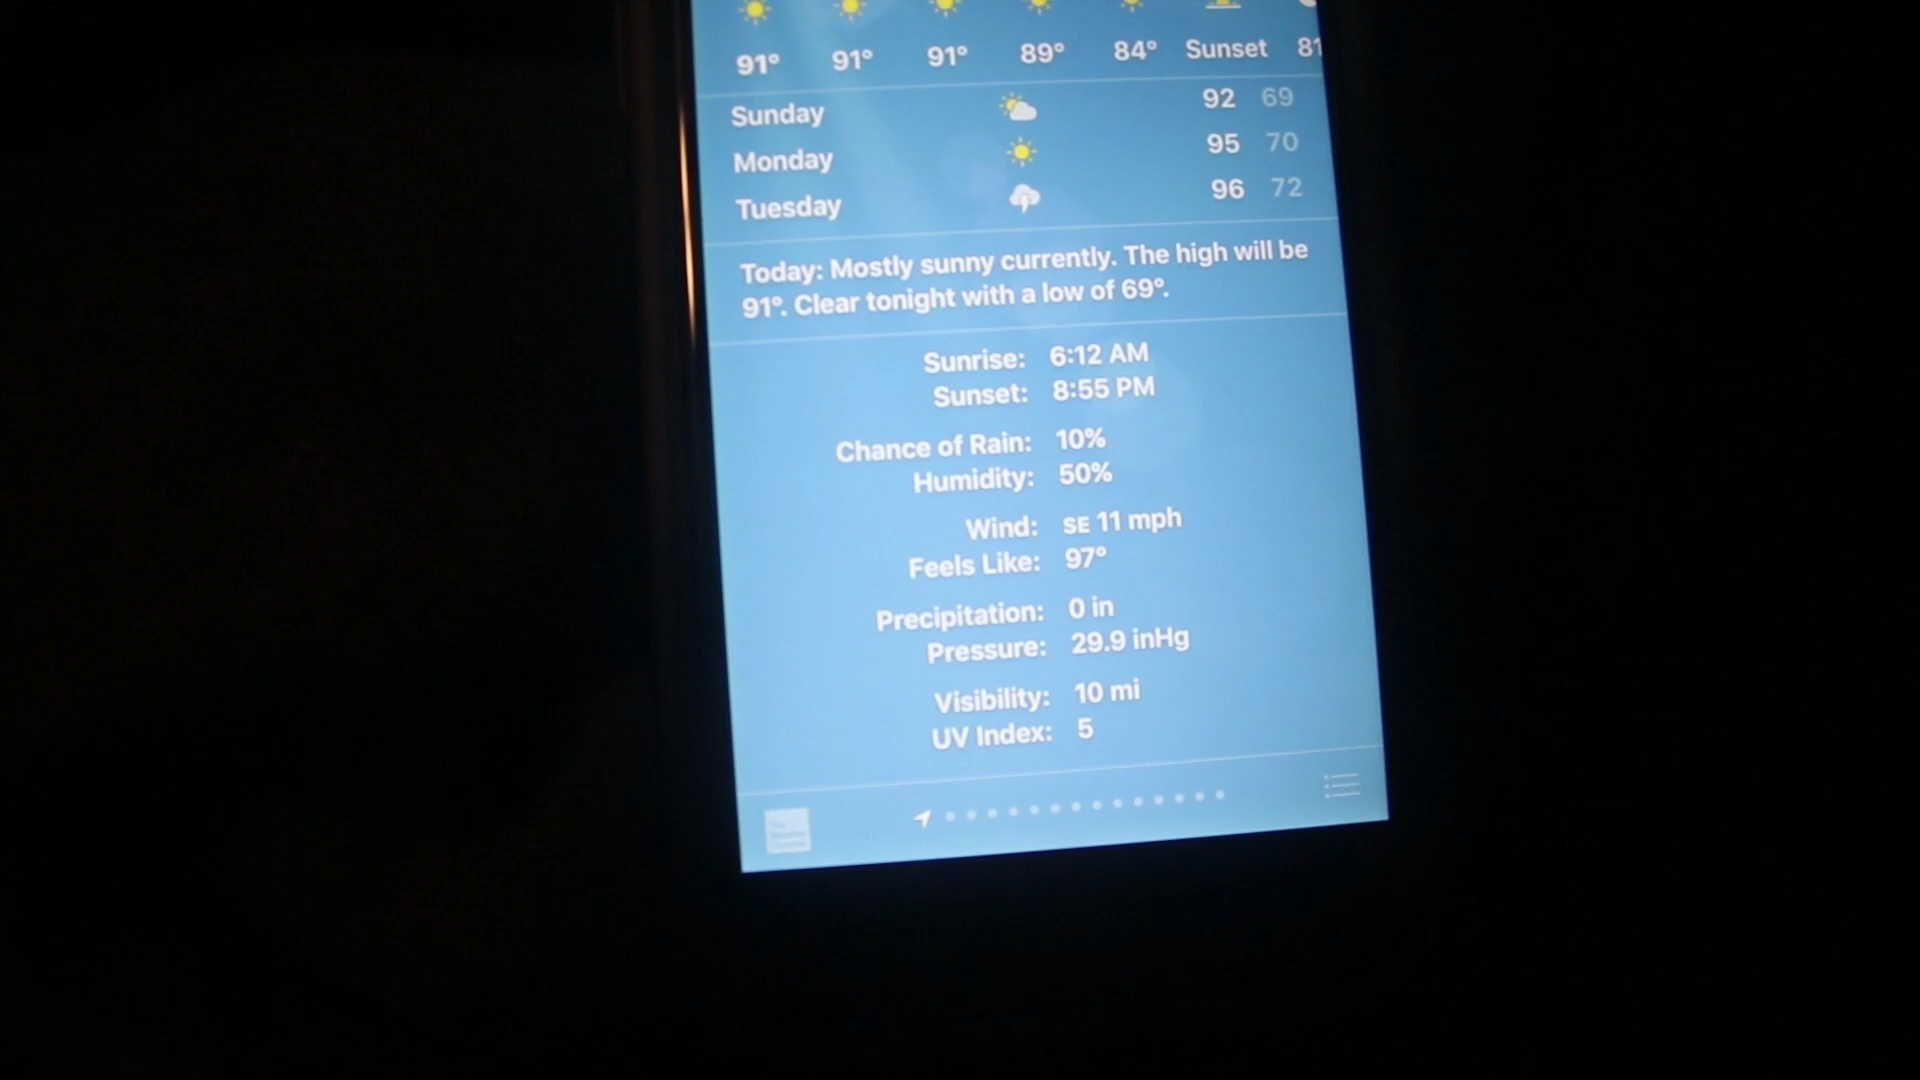 91° 91° 91° 89° 84° Sunset 81
Sunday 92 69
Monday 95 70
Tuesday 96 72
Today: Mostly sunny currently. The high will be
91°. Clear tonight with a low of 69°.
Sunrise: 6:12 AM
Sunset: 8:55 PM
Chance of Rain: 10%
Humidity: 50%
Wind: SE 11 mph
Feels Like: 97°
Precipitation: 0 in
Pressure: 29.9 inHg
Visibility: 10 mi
UV Index: 5